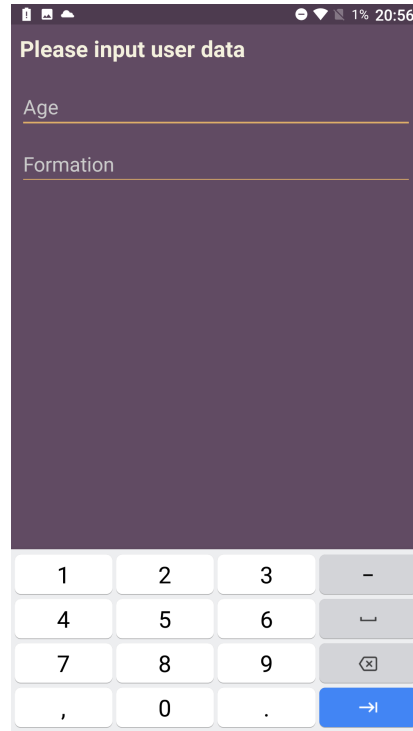 1% 20:56
Please input user data
Age
Formation
1 2 3 -
4 5 6
7 8 9
, 0 .